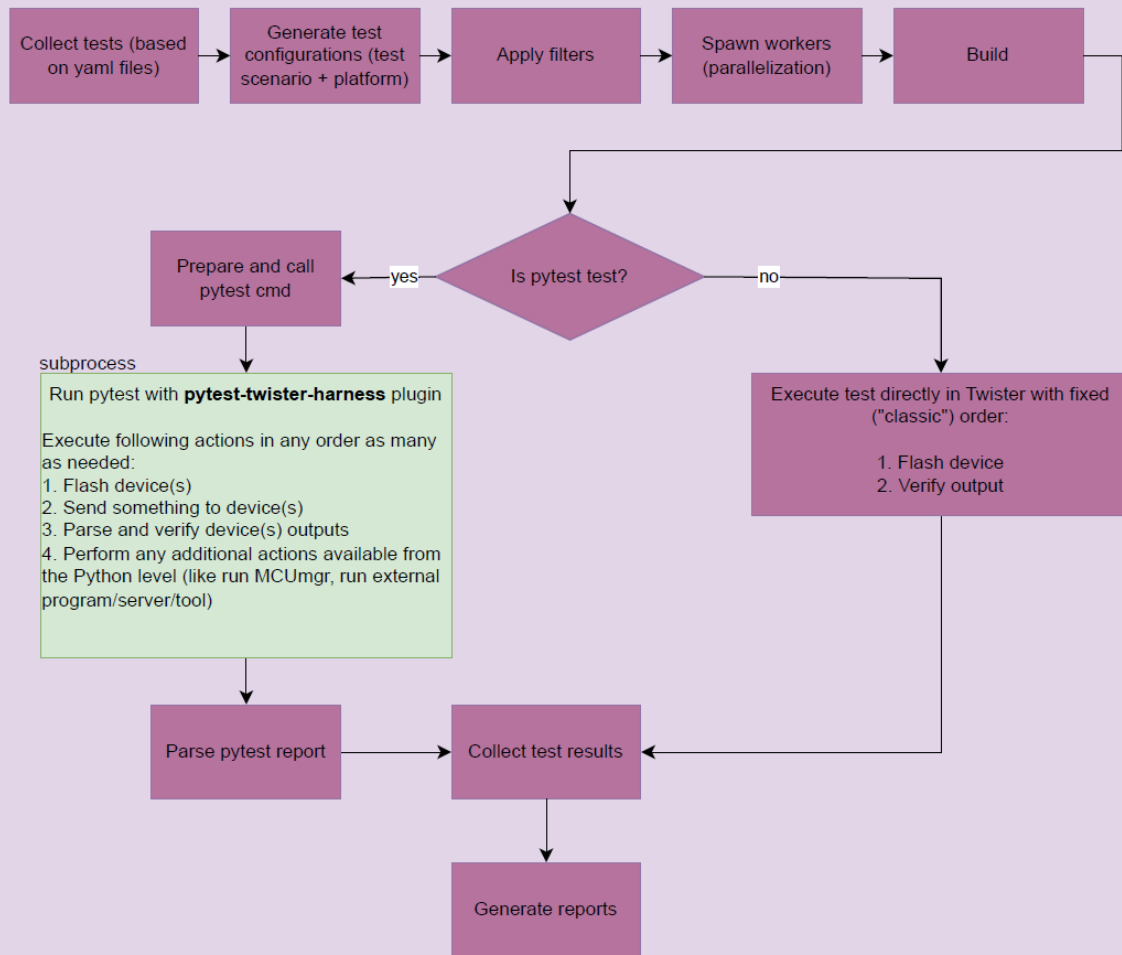 Collect tests (based
on yaml files)
Generate test
configurations (test
scenario + platform)
Apply filters
Spawn workers
(parallelization)
Build
Is pytest test?
yes
no
Prepare and call
pytest cmd
subprocess
Run pytest with pytest-twister-harness plugin
Execute following actions in any order as many
as needed:
1. Flash device(s)
2. Send something to device(s)
3. Parse and verify device(s) outputs
4. Perform any additional actions available from
the Python level (like run MCUmgr, run external
program/server/tool)
Execute test directly in Twister with fixed
("classic") order:
1. Flash device
2. Verify output
Parse pytest report
Collect test results
Generate reports